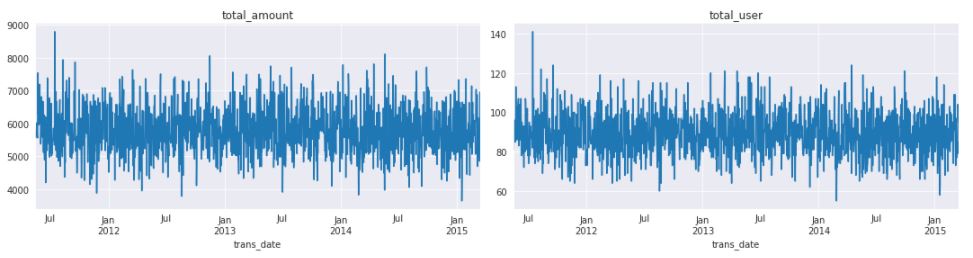 total_amount
9000
8000
7000
6000
5000
4000
Jul Jan Jul Jan Jul Jan Jul Jan
2012 2013 2014 2015
trans_date
total_user
140
120
100
80
60
Jul Jan Jul Jan Jul Jan Jul Jan
2012 2013 2014 2015
trans_date